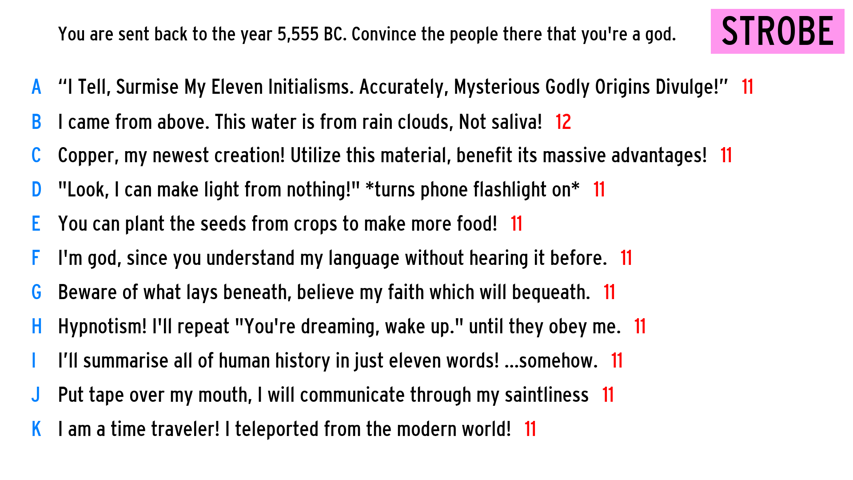 You are sent back to the year 5,555 BC. Convince the people there that you're a god.
STROBE
A “I Tell, Surmise My Eleven Initialisms. Accurately, Mysterious Godly Origins Divulge!” 11
B I came from above. This water is from rain clouds, Not saliva! 12
C Copper, my newest creation! Utilize this material, benefit its massive advantages! 11
D "Look, I can make light from nothing!" *turns phone flashlight on* 11
E You can plant the seeds from crops to make more food! 11
F I'm god, since you understand my language without hearing it before. 11
G Beware of what lays beneath, believe my faith which will bequeath. 11
H Hypnotism! I'll repeat "You're dreaming, wake up." until they obey me. 11
I I’ll summarise all of human history in just eleven words! ...somehow. 11
J Put tape over my mouth, I will communicate through my saintliness 11
K I am a time traveler! I teleported from the modern world! 11